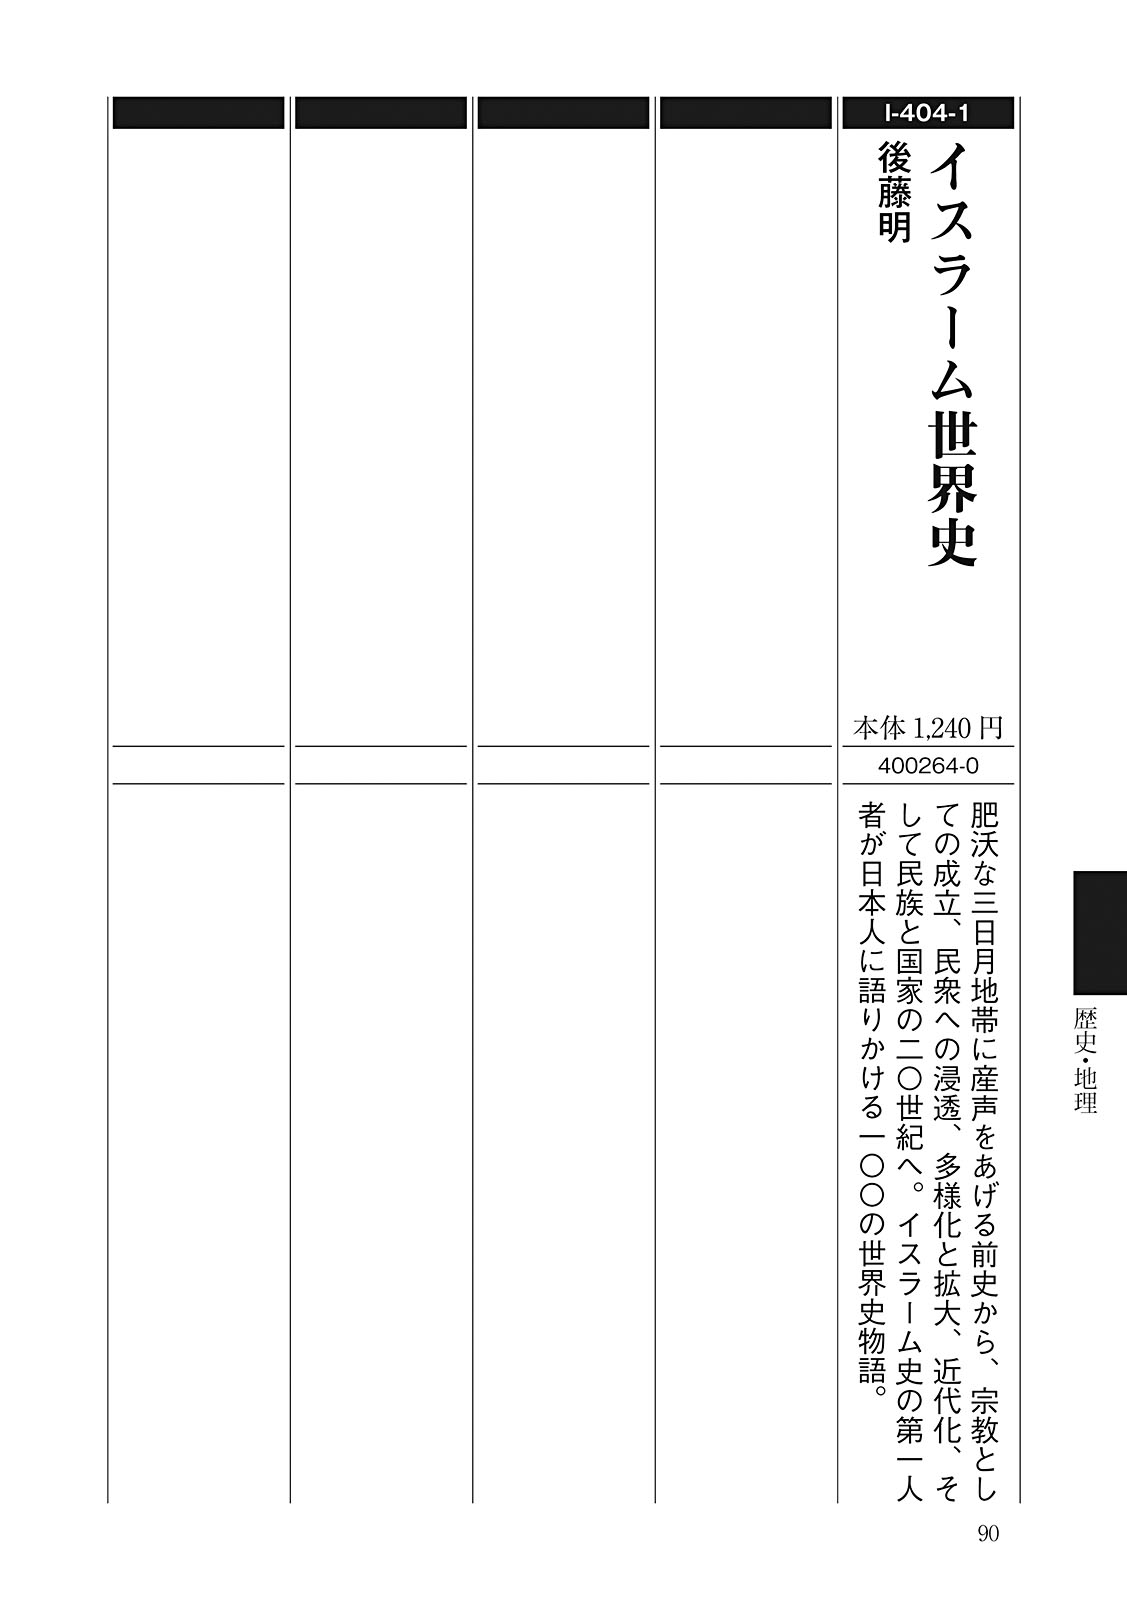 I-404-1
イスラーム世界史
後藤明
本体 1,240 円
400264-0
肥沃な三日月地帯に産声をあげる前史から、宗教とし
ての成立、民衆への浸透、多様化と拡大、近代化、そ
して民族と国家の二〇世紀へ。イスラーム史の第一人
者が日本人に語りかける一〇〇の世界史物語。
歴史・地理
90